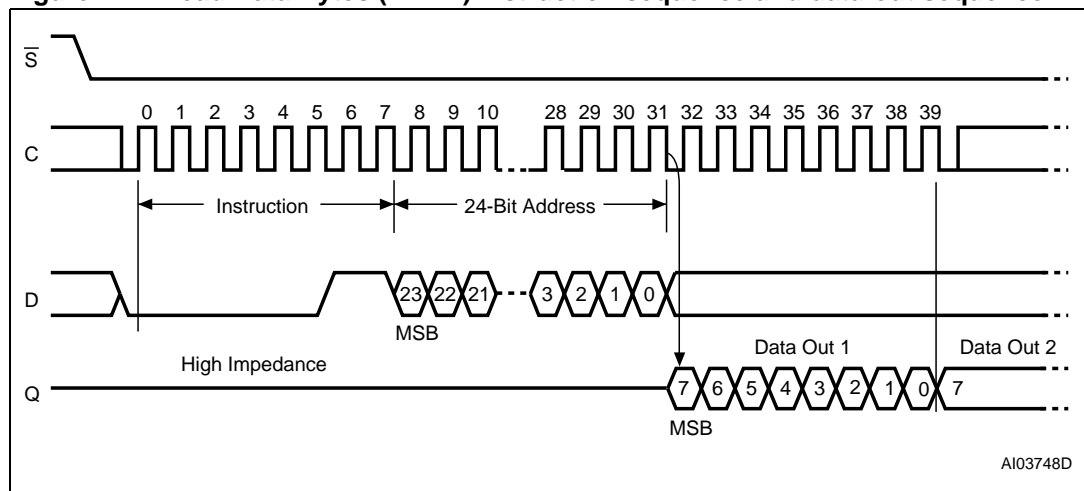 S
0 1 2 3 4 5 6 7 8 9 10 28 29 30 31 32 33 34 35 36 37 38 39
C
Instruction 24-Bit Address
D
23 22 21 3 2 1 0
MSB
High Impedance Data Out 1 Data Out 2
Q
7 6 5 4 3 2 1 0 7
MSB
AI03748D